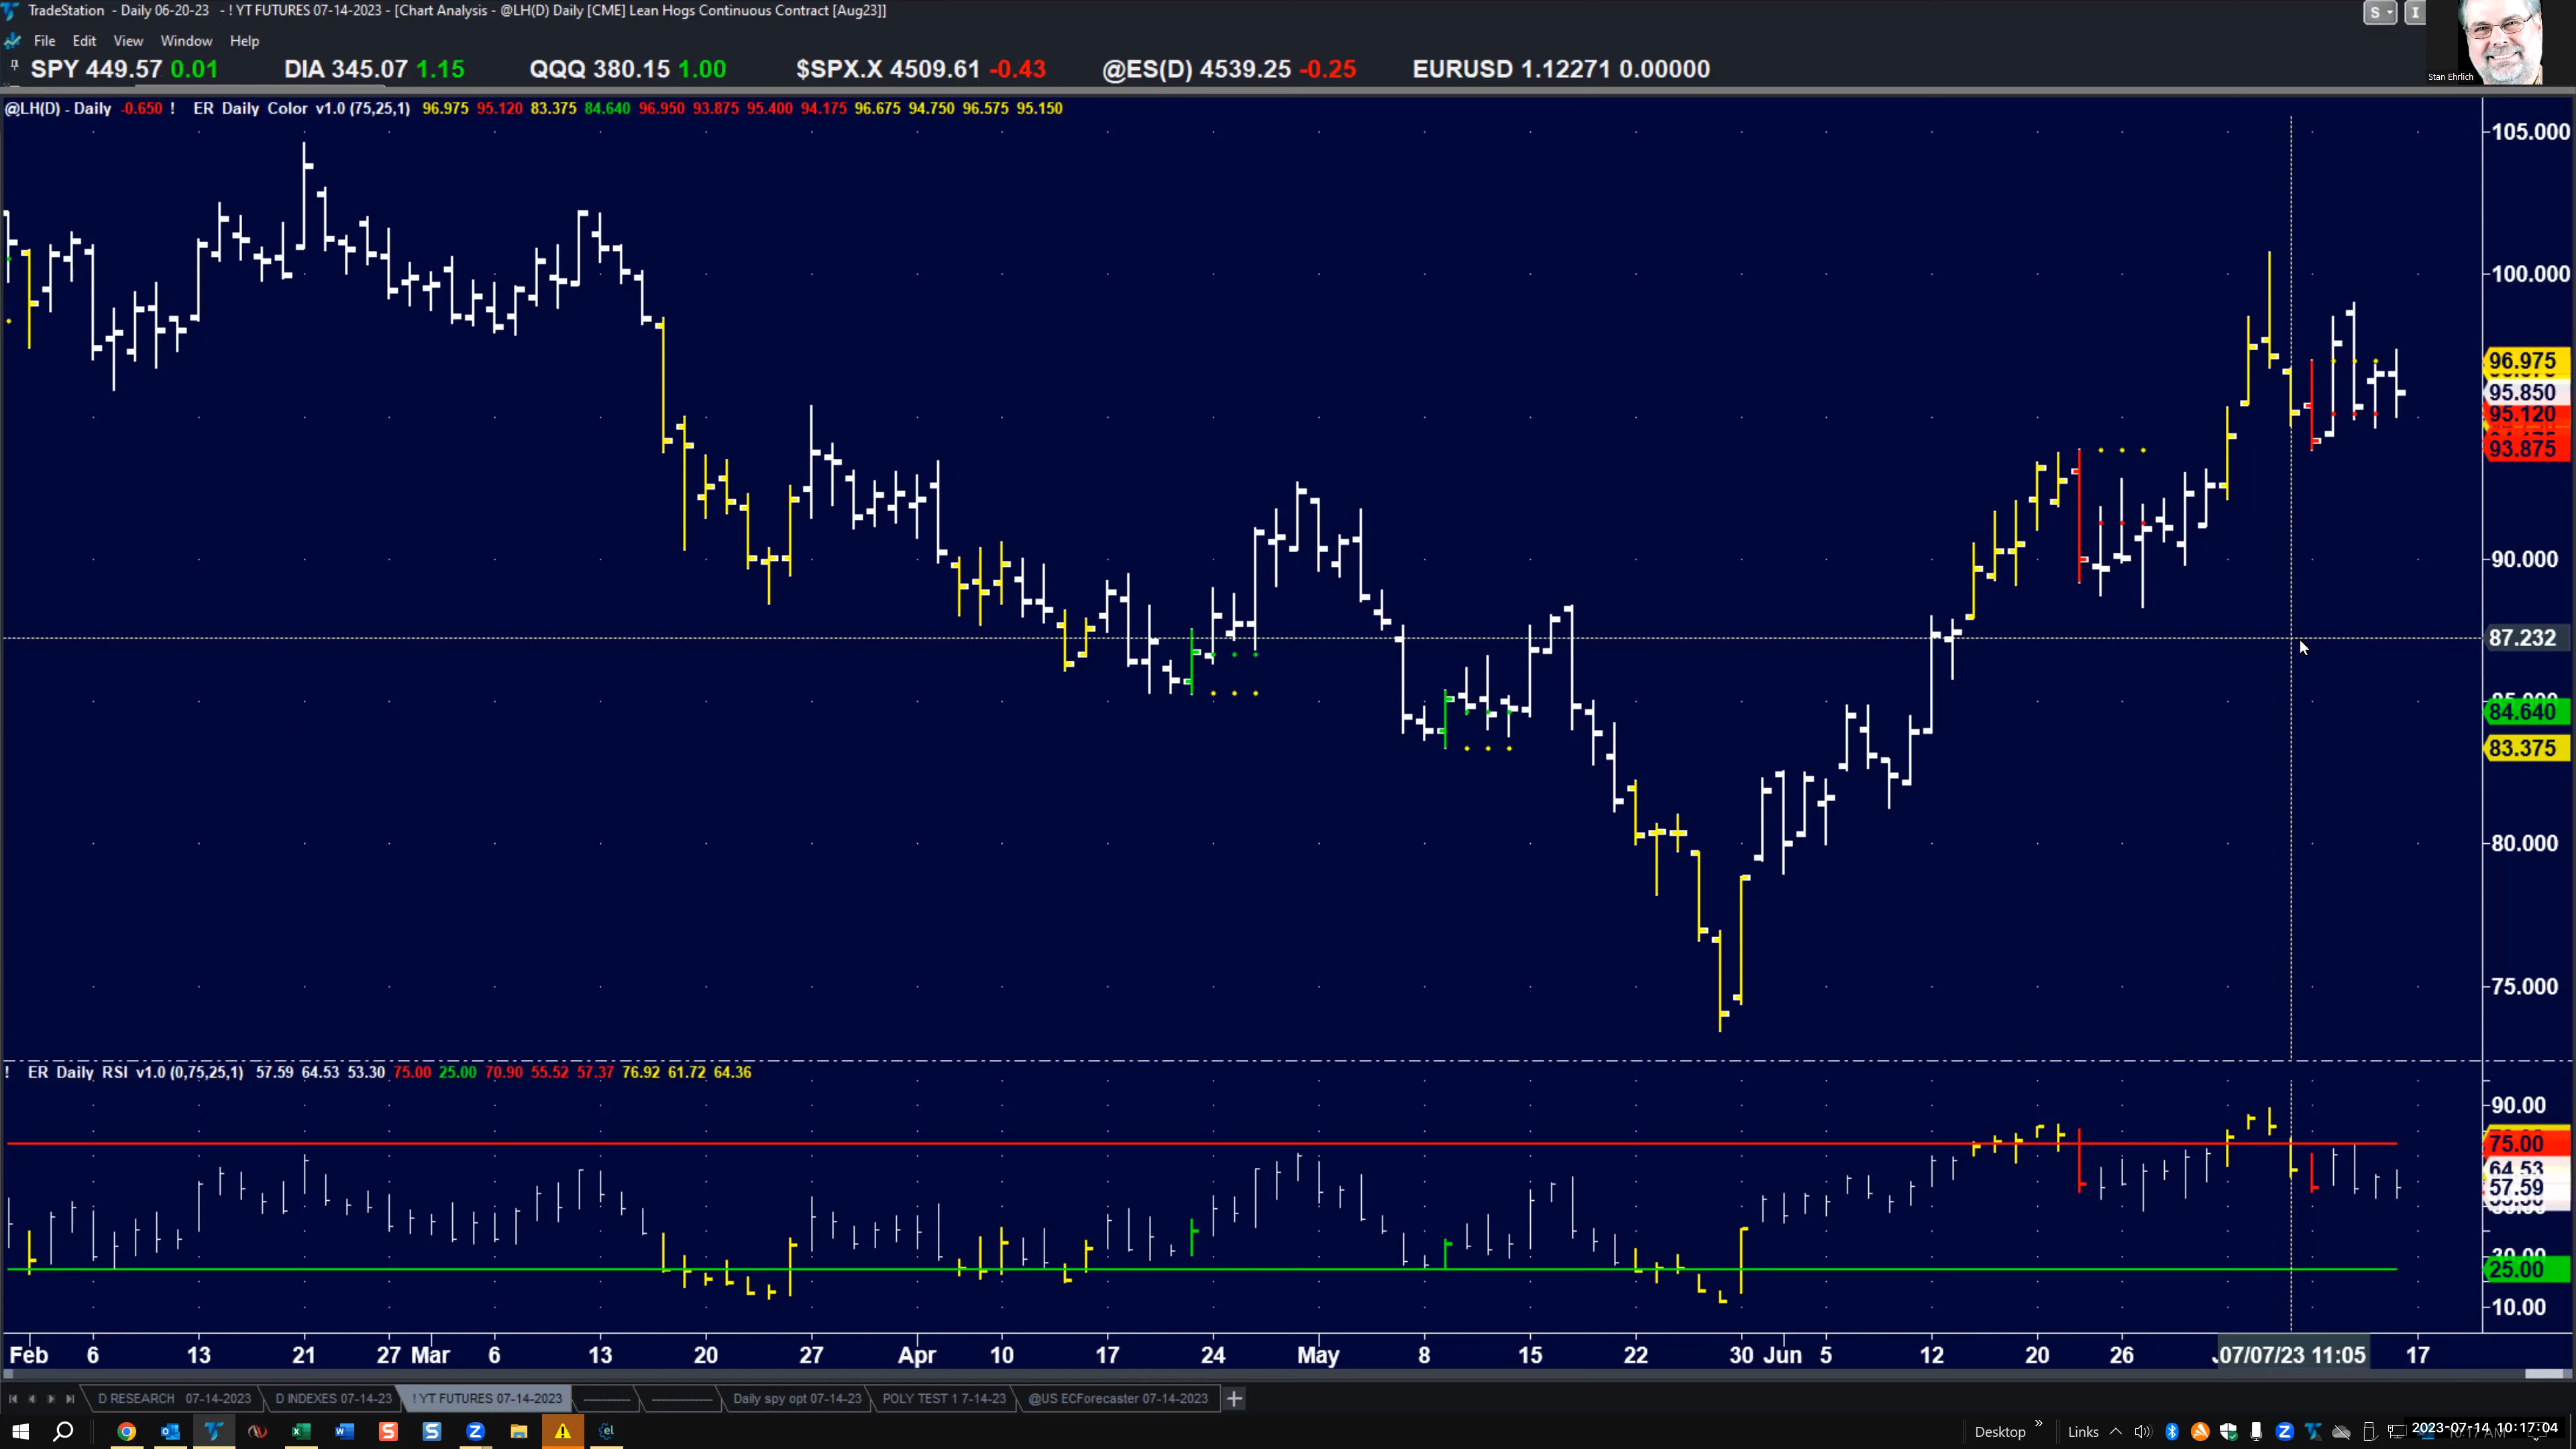 TradeStation - Daily 06-20-23 - ! YT FUTURES 07-14-2023 - [Chart Analysis - @LH(D) Daily [CME] Lean Hogs Continuous Contract [Aug23]]
S I
File Edit View Window Help
SPY 449.57 0.01 DIA 345.07 1.15 QQQ 380.15 1.00 $SPX.X 4509.61 -0.43 @ES(D) 4539.25 -0.25 EURUSD 1.12271 0.00000
Stan Ehrlich
@LH(D) - Daily -0.650 ! ER Daily Color v1.0 (75,25,1) 96.975 95.120 83.375 84.640 96.950 93.875 95.400 94.175 96.675 94.750 96.575 95.150
105.000
100.000
96.975
95.850
95.120
93.875
90.000
87.232
84.640
83.375
80.000
75.000
! ER Daily RSI v1.0 (0,75,25,1) 57.59 64.53 53.30 75.00 25.00 70.90 55.52 57.37 76.92 61.72 64.36
90.00
75.00
64.53
57.59
25.00
10.00
Feb 6 13 21 27 Mar 6 13 20 27 Apr 10 17 24 May 8 15 22 30 Jun 5 12 20 26 07/07/23 11:05 17
D RESEARCH 07-14-2023 D INDEXES 07-14-23 ! YT FUTURES 07-14-2023 Daily spy opt 07-14-23 POLY TEST 1 7-14-23 @US ECForecaster 07-14-2023 +
Desktop » Links 2023-07-14 10:17:04